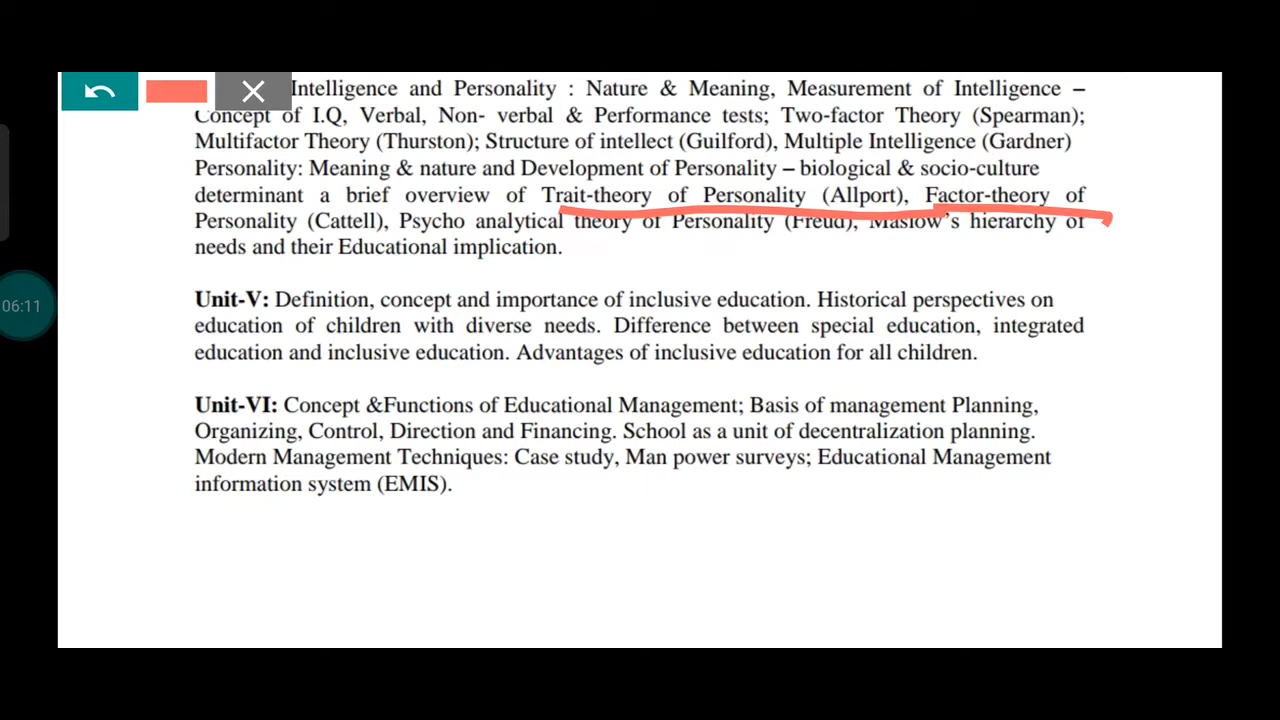 Intelligence and Personality : Nature & Meaning, Measurement of Intelligence –
Concept of I.Q, Verbal, Non- verbal & Performance tests; Two-factor Theory (Spearman);
Multifactor Theory (Thurston); Structure of intellect (Guilford), Multiple Intelligence (Gardner)
Personality: Meaning & nature and Development of Personality – biological & socio-culture
determinant a brief overview of Trait-theory of Personality (Allport), Factor-theory of
Personality (Cattell), Psycho analytical theory of Personality (Freud), Maslow's hierarchy of
needs and their Educational implication.
06:11
Unit-V: Definition, concept and importance of inclusive education. Historical perspectives on
education of children with diverse needs. Difference between special education, integrated
education and inclusive education. Advantages of inclusive education for all children.
Unit-VI: Concept &Functions of Educational Management; Basis of management Planning,
Organizing, Control, Direction and Financing. School as a unit of decentralization planning.
Modern Management Techniques: Case study, Man power surveys; Educational Management
information system (EMIS).